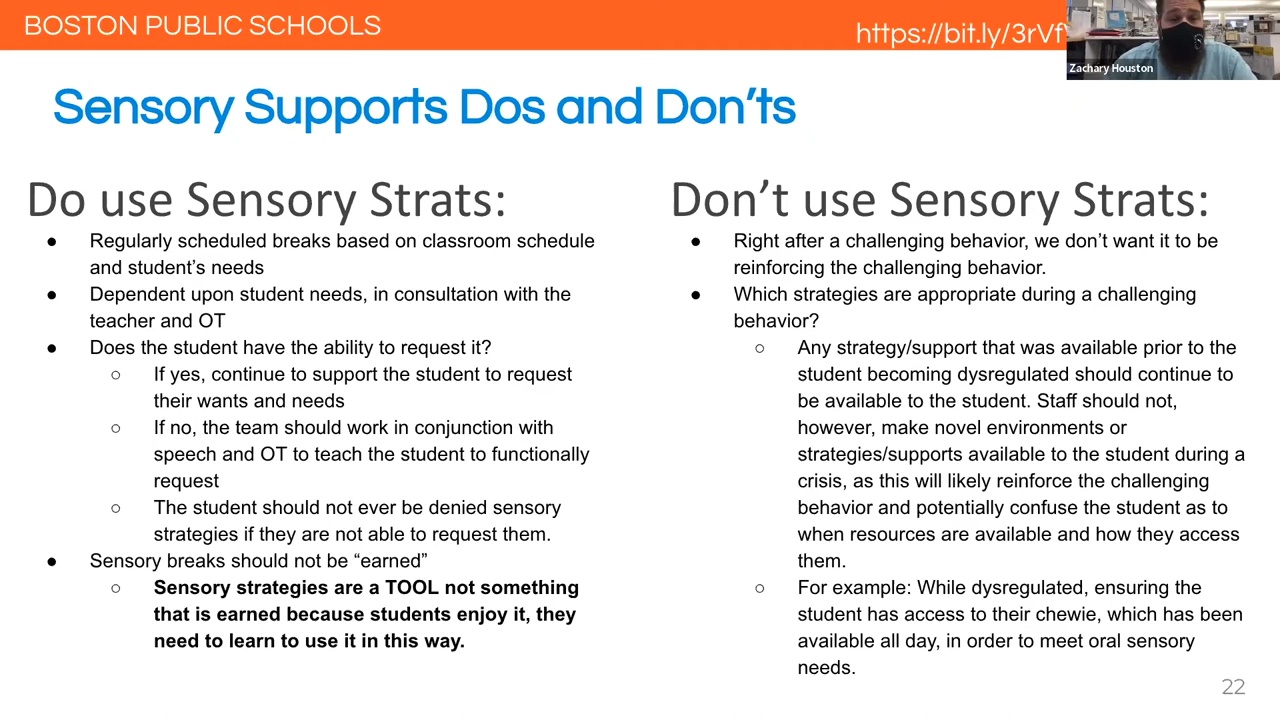 BOSTON PUBLIC SCHOOLS
https://bit.ly/3rVf
Zachary Houston
Sensory Supports Dos and Don'ts
Do use Sensory Strats:
● Regularly scheduled breaks based on classroom schedule
and student's needs
● Dependent upon student needs, in consultation with the
teacher and OT
● Does the student have the ability to request it?
○ If yes, continue to support the student to request
their wants and needs
○ If no, the team should work in conjunction with
speech and OT to teach the student to functionally
request
○ The student should not ever be denied sensory
strategies if they are not able to request them.
● Sensory breaks should not be “earned”
○ Sensory strategies are a TOOL not something
that is earned because students enjoy it, they
need to learn to use it in this way.
Don't use Sensory Strats:
● Right after a challenging behavior, we don't want it to be
reinforcing the challenging behavior.
● Which strategies are appropriate during a challenging
behavior?
○ Any strategy/support that was available prior to the
student becoming dysregulated should continue to
be available to the student. Staff should not,
however, make novel environments or
strategies/supports available to the student during a
crisis, as this will likely reinforce the challenging
behavior and potentially confuse the student as to
when resources are available and how they access
them.
○ For example: While dysregulated, ensuring the
student has access to their chewie, which has been
available all day, in order to meet oral sensory
needs.
22